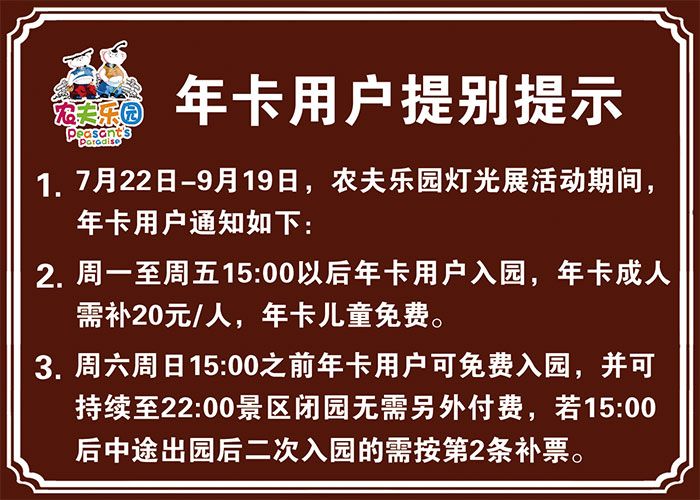 农夫乐园
Peasant's
Paradise
年卡用户提别提示
1. 7月22日-9月19日，农夫乐园灯光展活动期间，
年卡用户通知如下：
2. 周一至周五15:00以后年卡用户入园，年卡成人
需补20元/人，年卡儿童免费。
3. 周六周日15:00之前年卡用户可免费入园，并可
持续至22:00景区闭园无需另外付费，若15:00
后中途出园后二次入园的需按第2条补票。